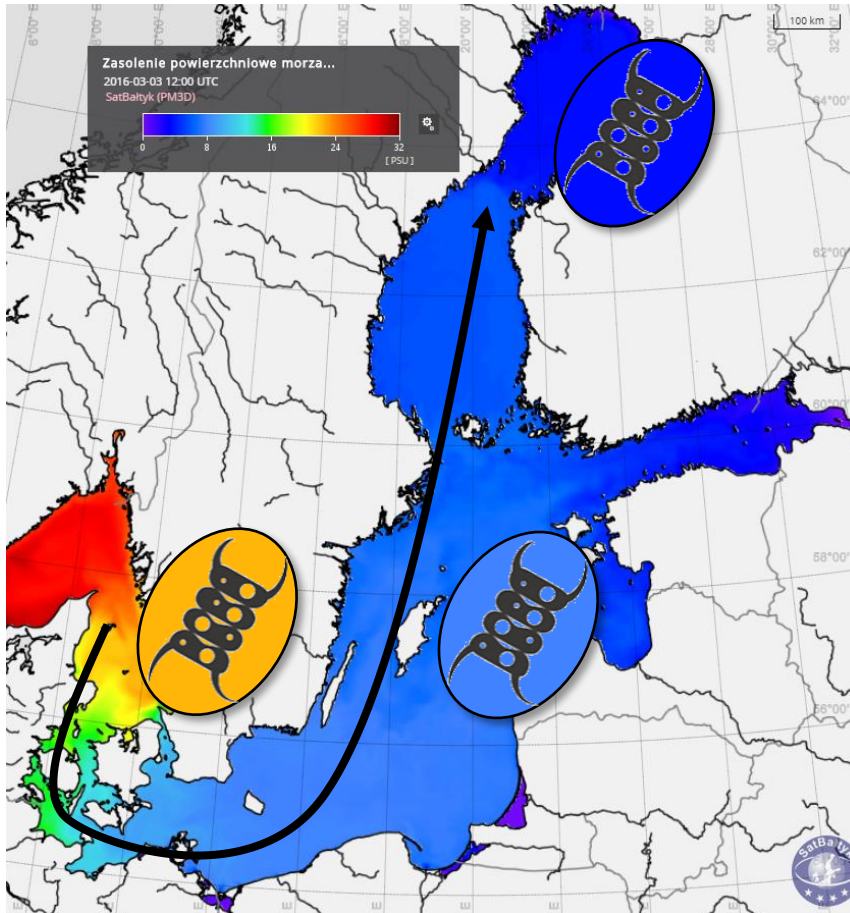 100 km
Zasolenie powierzchniowe morza...
2016-03-03 12:00 UTC
SatBałtyk (PM3D)
0 8 16 24 32
[ PSU ]
64°00'
62°00'
60°00'
58°00'
56°00'
SatBałtyk